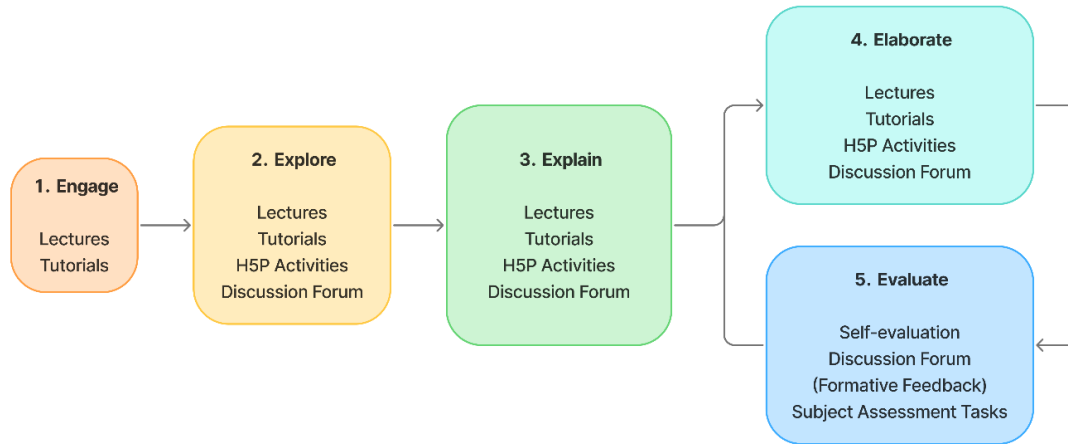 1. Engage
Lectures
Tutorials
2. Explore
Lectures
Tutorials
H5P Activities
Discussion Forum
3. Explain
Lectures
Tutorials
H5P Activities
Discussion Forum
4. Elaborate
Lectures
Tutorials
H5P Activities
Discussion Forum
5. Evaluate
Self-evaluation
Discussion Forum
(Formative Feedback)
Subject Assessment Tasks